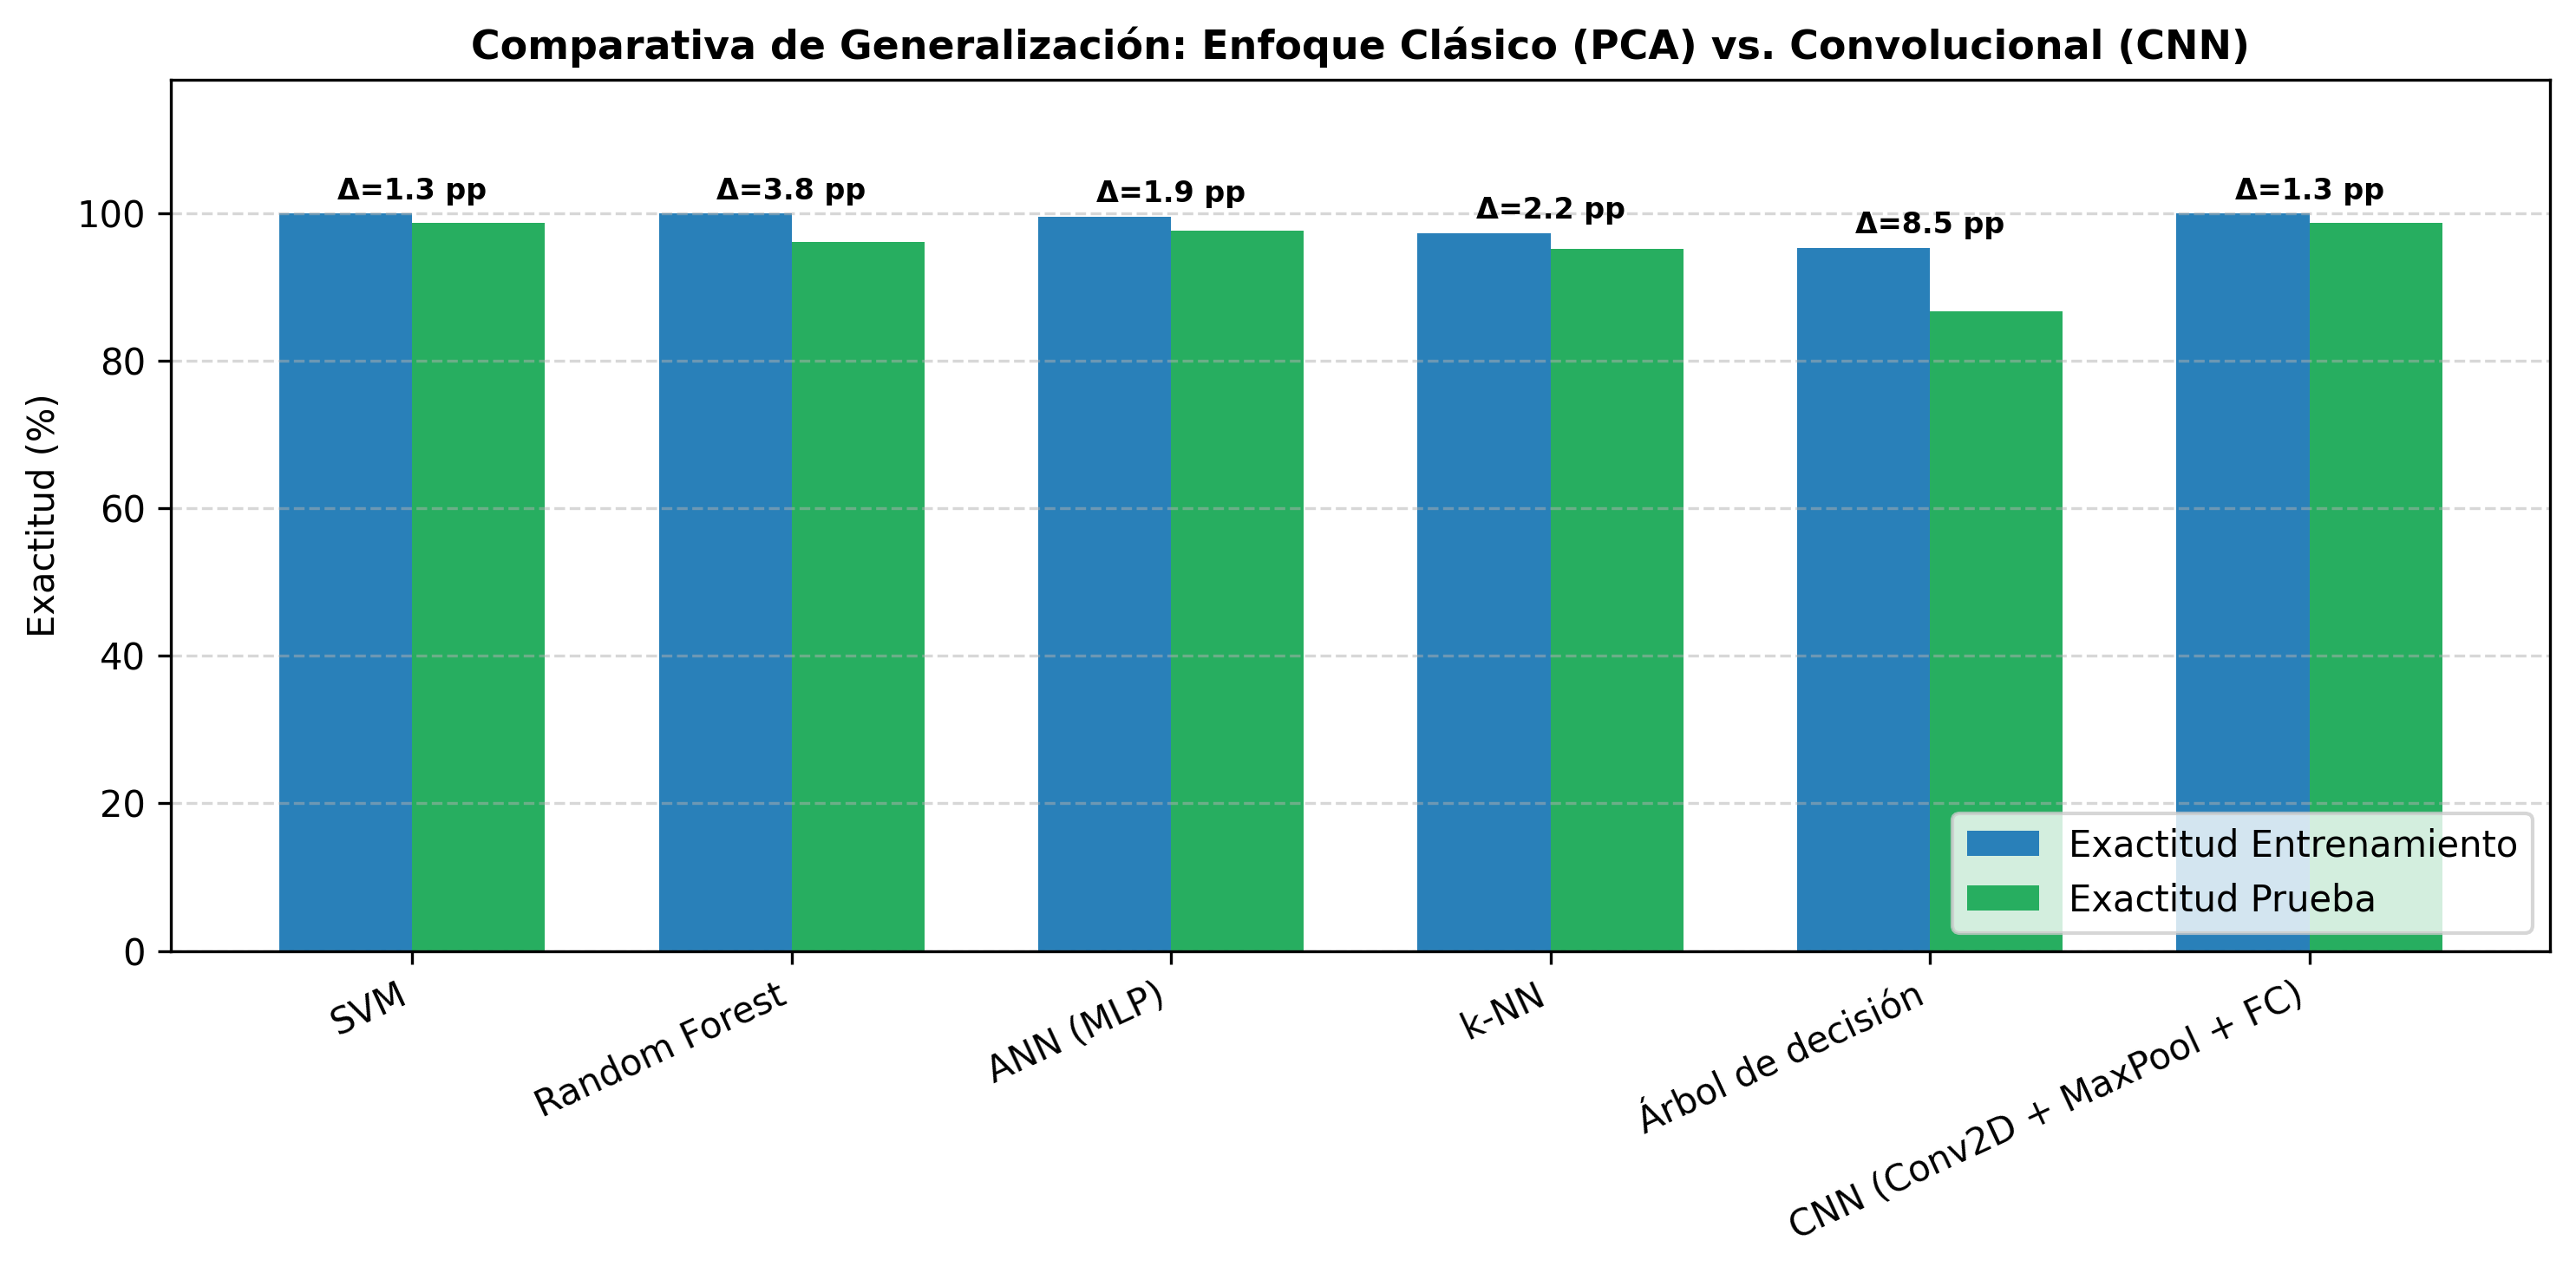 Comparativa de Generalización: Enfoque Clásico (PCA) vs. Convolucional (CNN)
Δ=1.3 pp
Δ=3.8 pp
Δ=1.9 pp
Δ=2.2 pp
Δ=8.5 pp
Δ=1.3 pp
100
80
60
40
20
0
Exactitud (%)
Exactitud Entrenamiento
Exactitud Prueba
SVM
Random Forest
ANN (MLP)
k-NN
Árbol de decisión
CNN (Conv2D + MaxPool + FC)